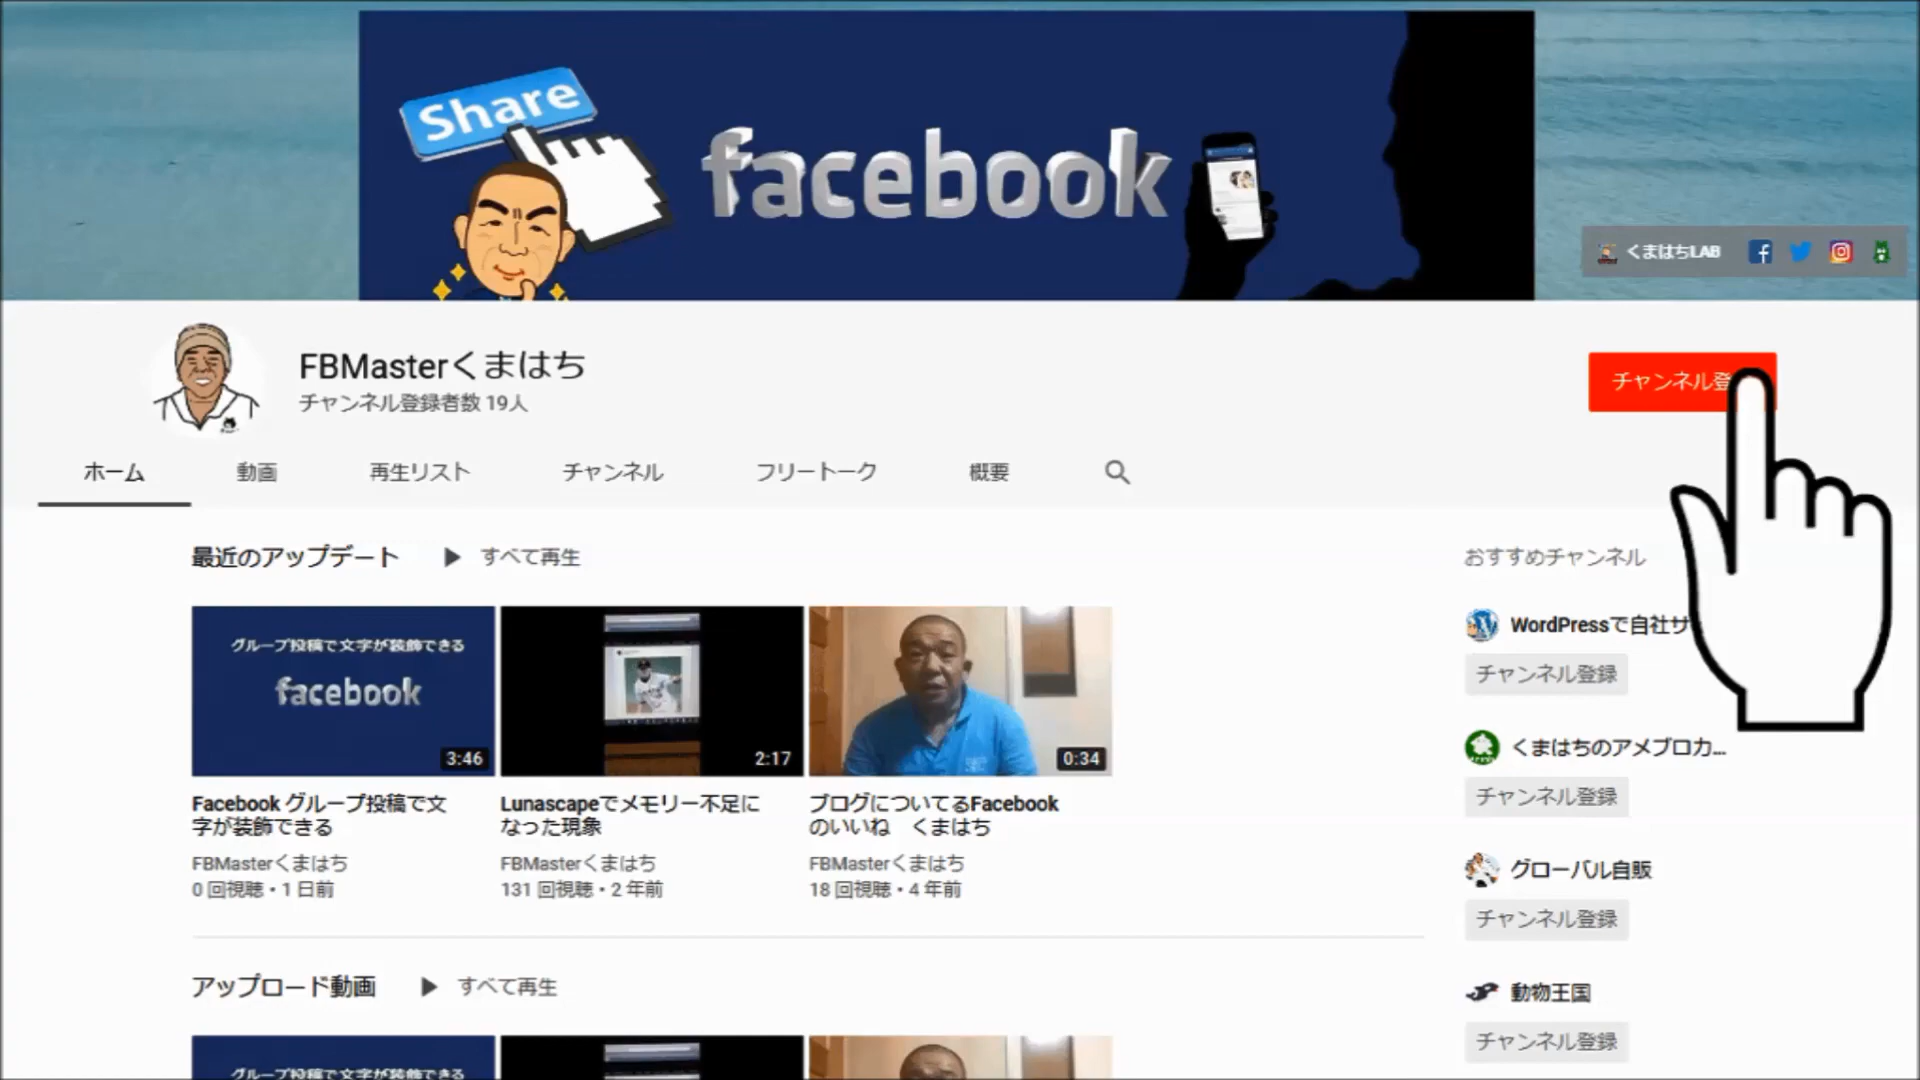 Share
facebook
くまはちLAB
FBMasterくまはち
チャンネル登録者数 19人
チャンネル登
ホーム
動画
再生リスト
チャンネル
フリートーク
概要
最近のアップデート
すべて再生
グループ投稿で文字が装飾できる
facebook
3:46
2:17
0:34
Facebook グループ投稿で文
字が装飾できる
FBMasterくまはち
0 回視聴・1 日前
Lunascapeでメモリー不足に
なった現象
FBMasterくまはち
131 回視聴・2 年前
ブログについてるFacebook
のいいね　くまはち
FBMasterくまはち
18 回視聴・4 年前
おすすめチャンネル
WordPressで自社サ
チャンネル登録
くまはちのアメブロカ...
チャンネル登録
グローバル自販
チャンネル登録
動物王国
チャンネル登録
アップロード動画
すべて再生
グループ投稿で文字が装飾できる